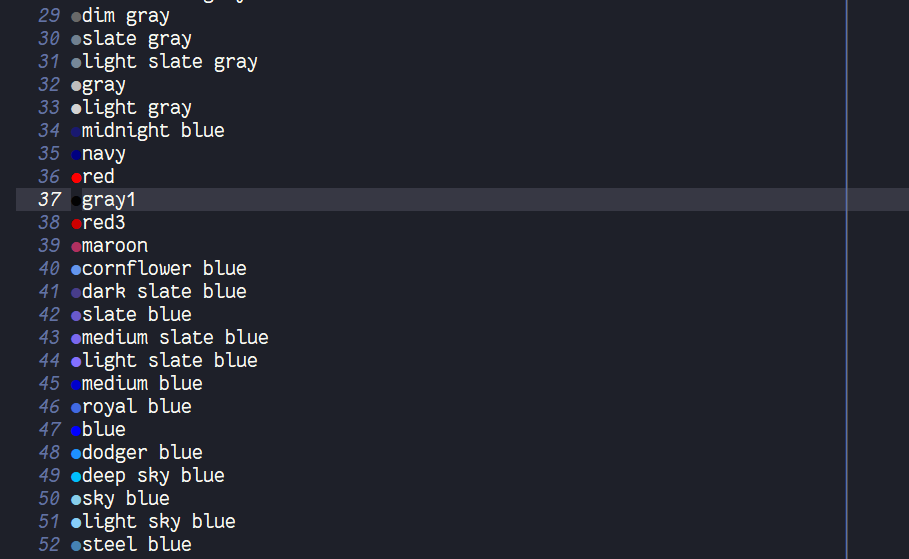 29 dim gray
30 slate gray
31 light slate gray
32 gray
33 light gray
34 midnight blue
35 navy
36 red
37 gray1
38 red3
39 maroon
40 cornflower blue
41 dark slate blue
42 slate blue
43 medium slate blue
44 light slate blue
45 medium blue
46 royal blue
47 blue
48 dodger blue
49 deep sky blue
50 sky blue
51 light sky blue
52 steel blue